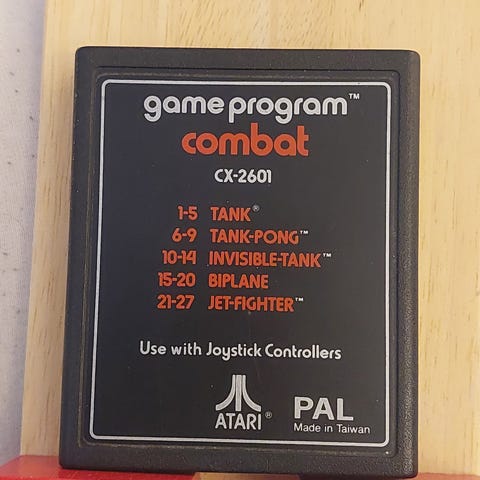 game program™
combat
CX-2601
1-5 TANK®
6-9 TANK-PONG™
10-14 INVISIBLE-TANK™
15-20 BIPLANE
21-27 JET-FIGHTER™
Use with Joystick Controllers
ATARI® PAL
Made in Taiwan